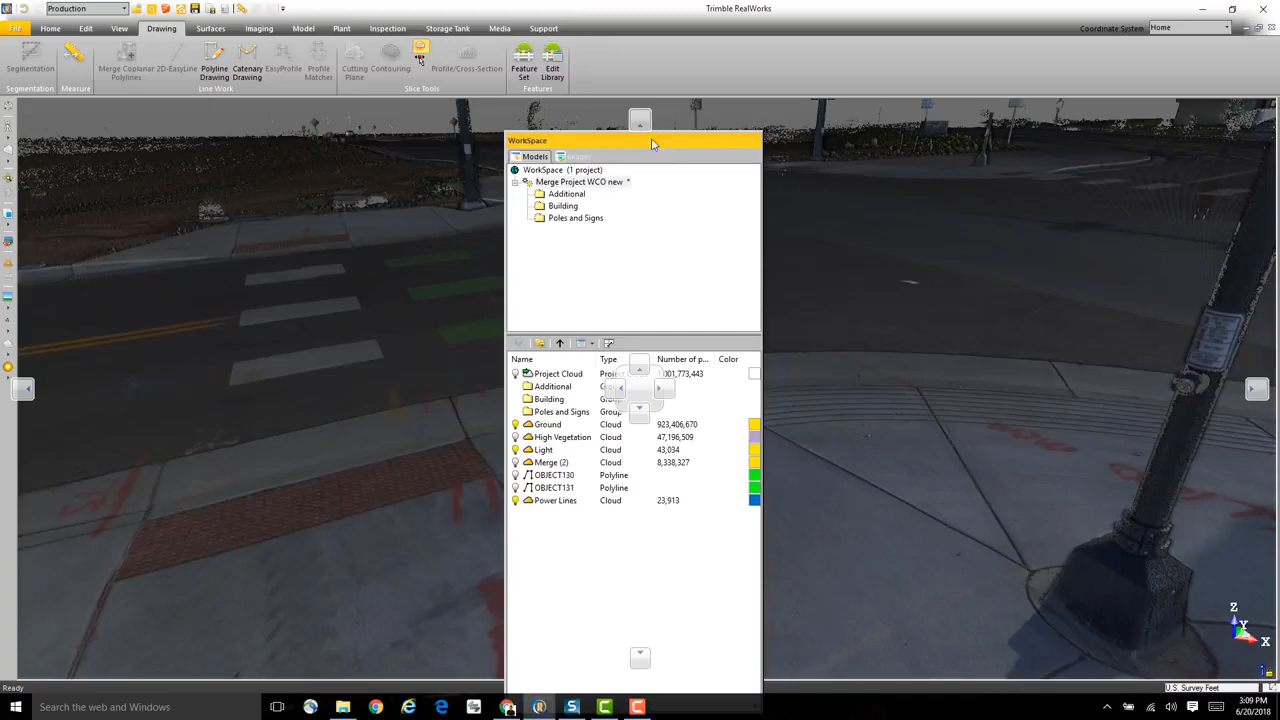 Production
Trimble RealWorks
File Home Edit View Drawing Surfaces Imaging Model Plant Inspection Storage Tank Media Support
Coordinate System Home
Segmentation
Merge Coplanar Polylines
2D-EasyLine
Polyline Drawing
Catenary Drawing
EasyProfile
Profile Matcher
Cutting Plane
Contouring
Profile/Cross-Section
Feature Set
Edit Library
Segmentation Measure Line Work Slice Tools Features
WorkSpace
Models Images
WorkSpace (1 project)
Merge Project WCO new *
Additional
Building
Poles and Signs
Name Type Number of p... Color
Project Cloud 001,773,443
Additional
Building
Poles and Signs Group
Ground Cloud 923,406,670
High Vegetation Cloud 47,196,509
Light Cloud 43,034
Merge (2) Cloud 8,338,327
OBJECT130 Polyline
OBJECT131 Polyline
Power Lines Cloud 23,913
Z
Y
X
Ready
U.S. Survey Feet
Search the web and Windows
3:09 PM
6/20/2018